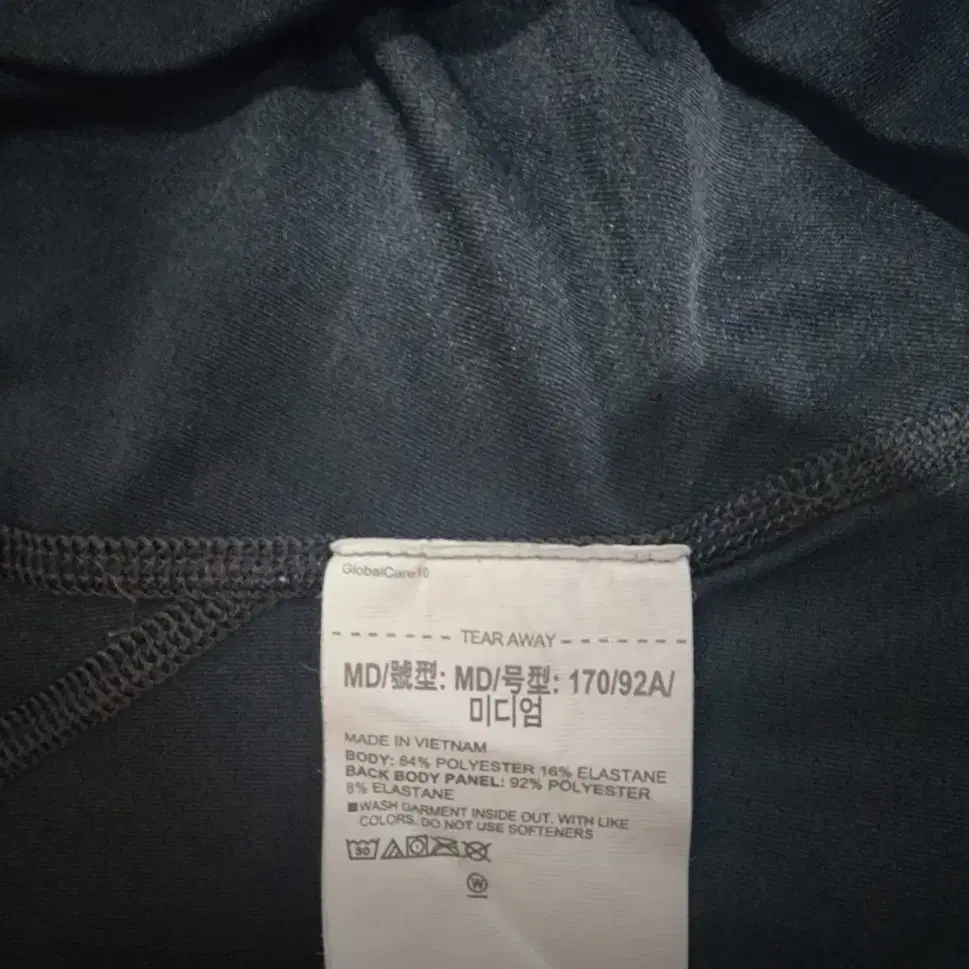 GlobalCare10
TEAR AWAY
MD/號型: MD/号型: 170/92A/
미디엄
MADE IN VIETNAM
BODY: 84% POLYESTER 16% ELASTANE
BACK BODY PANEL: 92% POLYESTER
8% ELASTANE
■WASH GARMENT INSIDE OUT. WITH LIKE
COLORS. DO NOT USE SOFTENERS
30
W